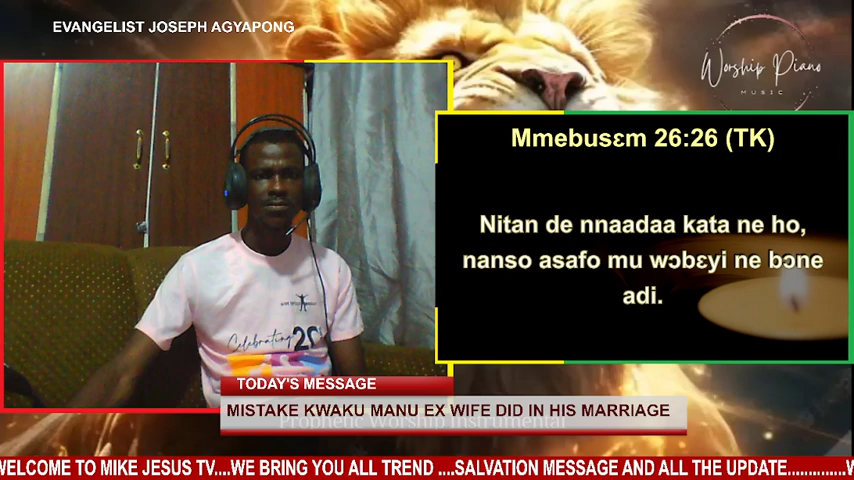 EVANGELIST JOSEPH AGYAPONG
Worship Piano
MUSIC
Mmebusɛm 26:26 (TK)
Nitan de nnaadaa kata ne ho,
nanso asafo mu wɔbɛyi ne bɔne
adi.
Celebrating
20
TODAY'S MESSAGE
MISTAKE KWAKU MANU EX WIFE DID IN HIS MARRIAGE
Prophetic Worship Instrumental
WELCOME TO MIKE JESUS TV....WE BRING YOU ALL TREND ....SALVATION MESSAGE AND ALL THE UPDATE.............W